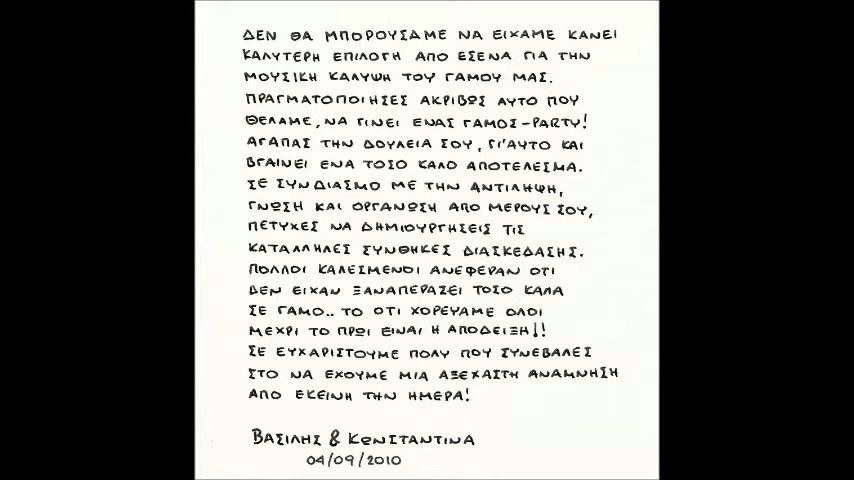 ΔΕΝ ΘΑ ΜΠΟΡΟΥΣΑΜΕ ΝΑ ΕΙΧΑΜΕ ΚΑΝΕΙ
ΚΑΛΥΤΕΡΗ ΕΠΙΛΟΓΗ ΑΠΟ ΕΣΕΝΑ ΓΙΑ ΤΗΝ
ΜΟΥΣΙΚΗ ΚΑΛΥΨΗ ΤΟΥ ΓΑΜΟΥ ΜΑΣ.
ΠΡΑΓΜΑΤΟΠΟΙΗΣΕΣ ΑΚΡΙΒΩΣ ΑΥΤΟ ΠΟΥ
ΘΕΛΑΜΕ, ΝΑ ΓΙΝΕΙ ΕΝΑΣ ΓΑΜΟΣ-PARTY!
ΑΓΑΠΑΣ ΤΗΝ ΔΟΥΛΕΙΑ ΣΟΥ, ΓΙ'ΑΥΤΟ ΚΑΙ
ΒΓΑΙΝΕΙ ΕΝΑ ΤΟΣΟ ΚΑΛΟ ΑΠΟΤΕΛΕΣΜΑ.
ΣΕ ΣΥΝΔΙΑΣΜΟ ΜΕ ΤΗΝ ΑΝΤΙΛΗΨΗ,
ΓΝΩΣΗ ΚΑΙ ΟΡΓΑΝΩΣΗ ΑΠΟ ΜΕΡΟΥΣ ΣΟΥ,
ΠΕΤΥΧΕΣ ΝΑ ΔΗΜΙΟΥΡΓΗΣΕΙΣ ΤΙΣ
ΚΑΤΑΛΛΗΛΕΣ ΣΥΝΘΗΚΕΣ ΔΙΑΣΚΕΔΑΣΗΣ.
ΠΟΛΛΟΙ ΚΑΛΕΣΜΕΝΟΙ ΑΝΕΦΕΡΑΝ ΟΤΙ
ΔΕΝ ΕΙΧΑΝ ΞΑΝΑΠΕΡΑΣΕΙ ΤΟΣΟ ΚΑΛΑ
ΣΕ ΓΑΜΟ.. ΤΟ ΟΤΙ ΧΟΡΕΥΑΜΕ ΟΛΟΙ
ΜΕΧΡΙ ΤΟ ΠΡΩΙ ΕΙΝΑΙ Η ΑΠΟΔΕΙΞΗ!!
ΣΕ ΕΥΧΑΡΙΣΤΟΥΜΕ ΠΟΛΥ ΠΟΥ ΣΥΝΕΒΑΛΕΣ
ΣΤΟ ΝΑ ΕΧΟΥΜΕ ΜΙΑ ΑΞΕΧΑΣΤΗ ΑΝΑΜΝΗΣΗ
ΑΠΟ ΕΚΕΙΝΗ ΤΗΝ ΗΜΕΡΑ!
ΒΑΣΙΛΗΣ & ΚΩΝΣΤΑΝΤΙΝΑ
04/09/2010